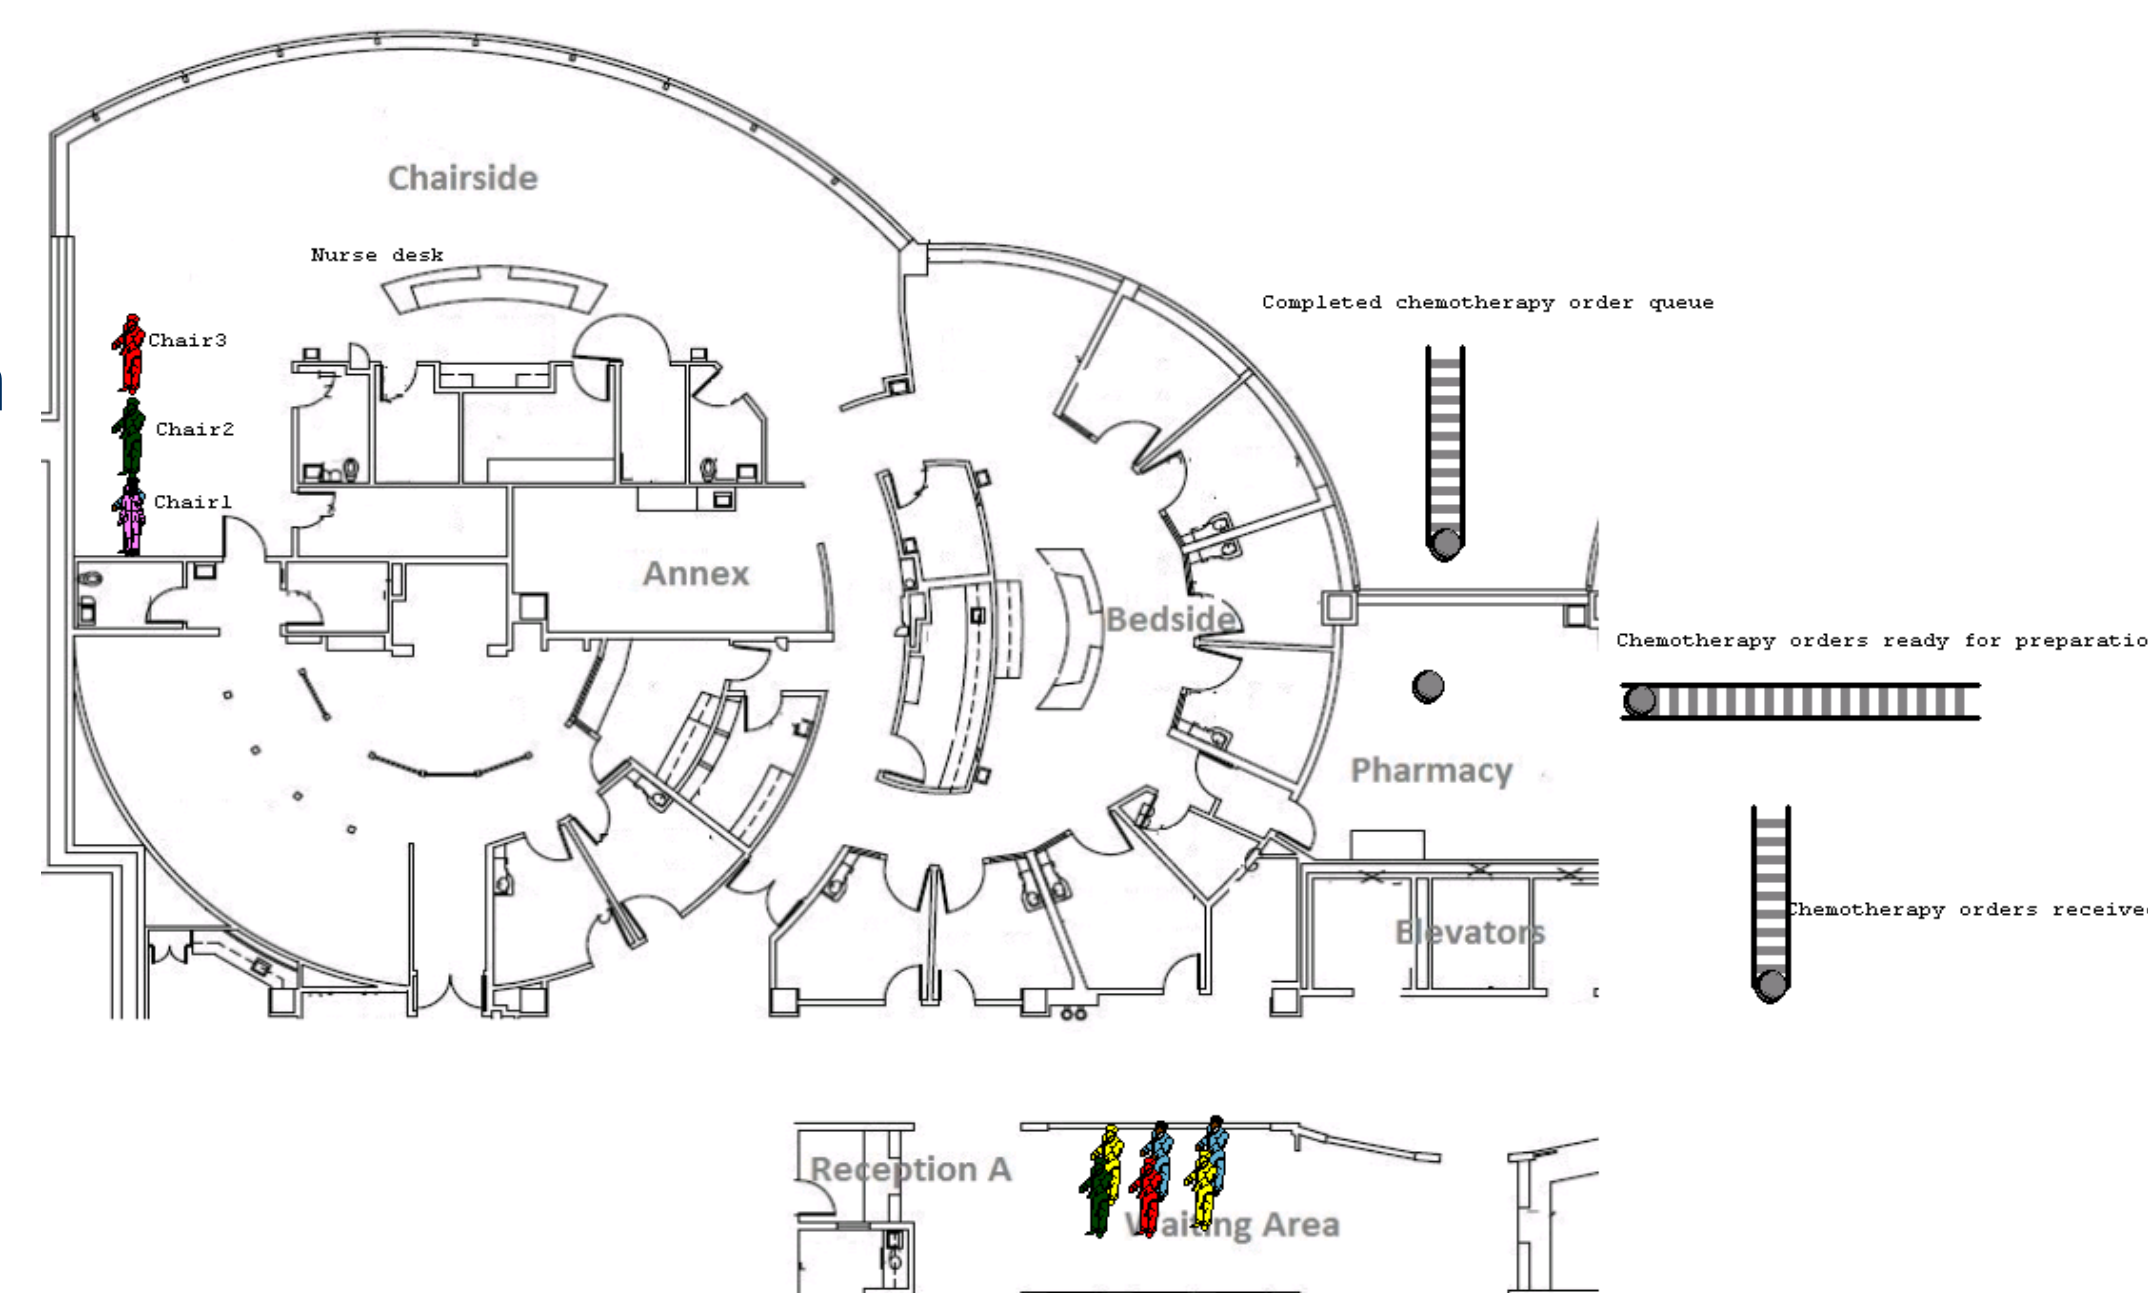 Chairside
Nurse desk
Completed chemotherapy order queue
Chair3
Chair2
Chair1
Annex
Bedside
Chemotherapy orders ready for preparatio
Pharmacy
Chemotherapy orders receive
Elevators
Reception A
Waiting Area